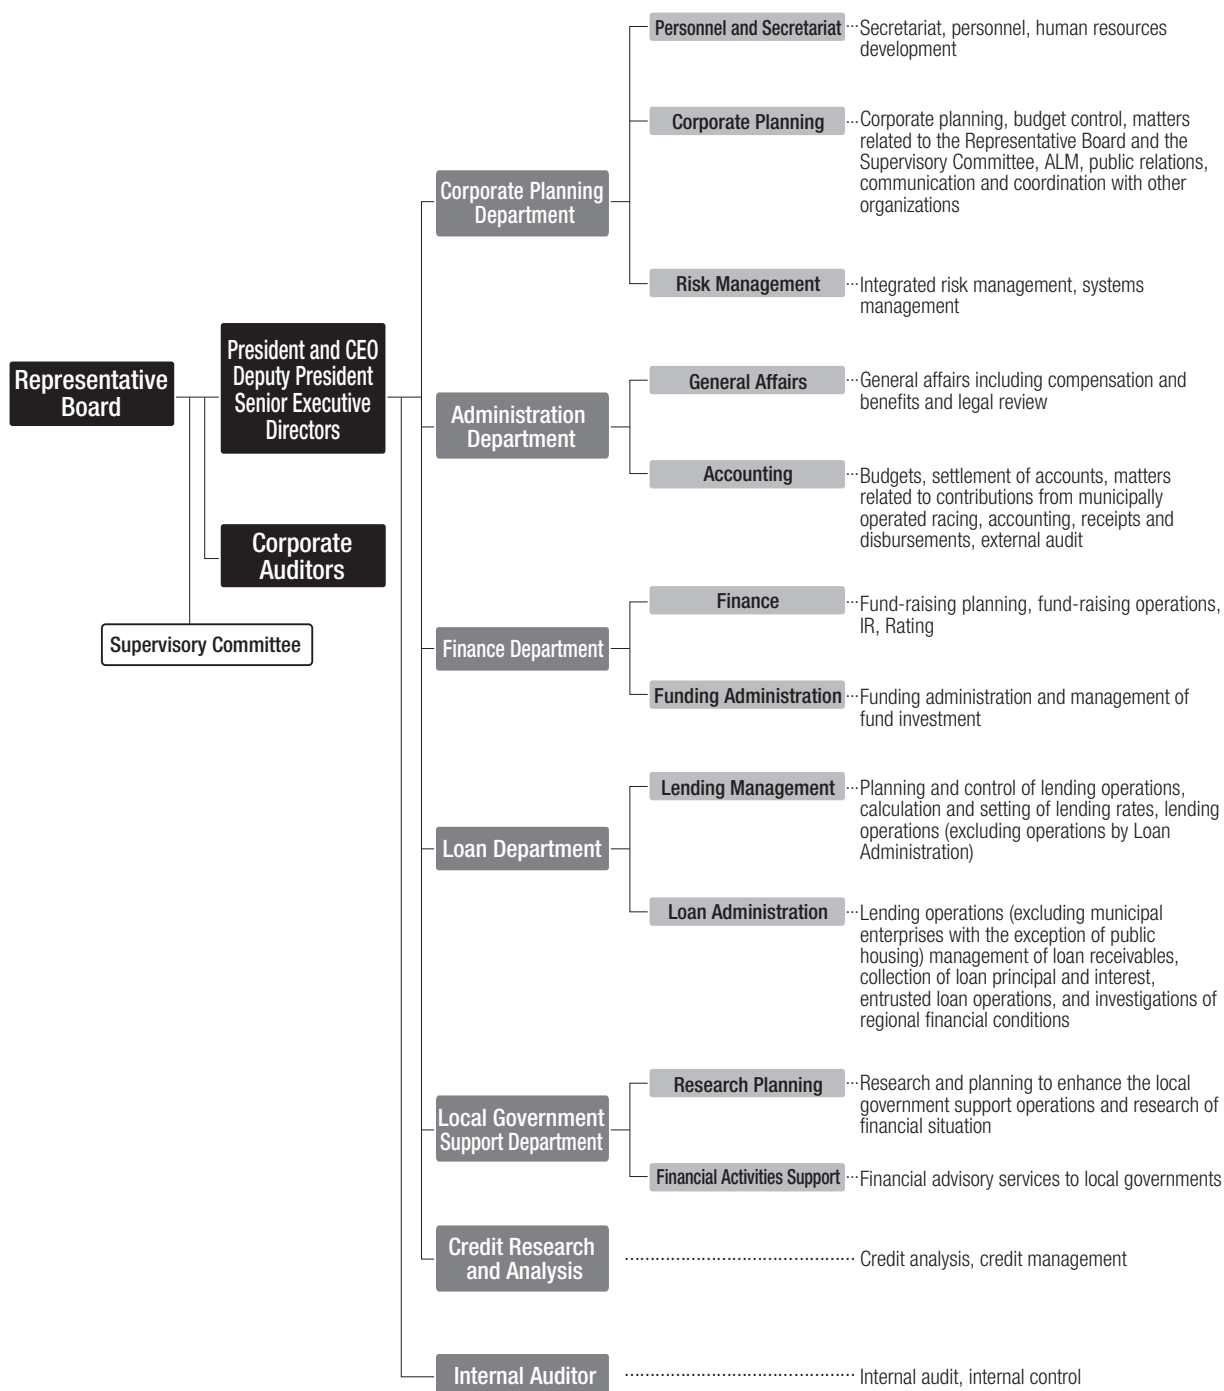 Representative
Board
President and CEO
Deputy President
Senior Executive
Directors
Corporate
Auditors
Supervisory Committee
Corporate Planning
Department
Personnel and Secretariat
Secretariat, personnel, human resources
development
Corporate Planning
Corporate planning, budget control, matters
related to the Representative Board and the
Supervisory Committee, ALM, public relations,
communication and coordination with other
organizations
Risk Management
Integrated risk management, systems
management
Administration
Department
General Affairs
General affairs including compensation and
benefits and legal review
Accounting
Budgets, settlement of accounts, matters
related to contributions from municipally
operated racing, accounting, receipts and
disbursements, external audit
Finance Department
Finance
Fund-raising planning, fund-raising operations,
IR, Rating
Funding Administration
Funding administration and management of
fund investment
Loan Department
Lending Management
Planning and control of lending operations,
calculation and setting of lending rates, lending
operations (excluding operations by Loan
Administration)
Loan Administration
Lending operations (excluding municipal
enterprises with the exception of public
housing) management of loan receivables,
collection of loan principal and interest,
entrusted loan operations, and investigations of
regional financial conditions
Local Government
Support Department
Research Planning
Research and planning to enhance the local
government support operations and research of
financial situation
Financial Activities Support
Financial advisory services to local governments
Credit Research
and Analysis
Credit analysis, credit management
Internal Auditor
Internal audit, internal control